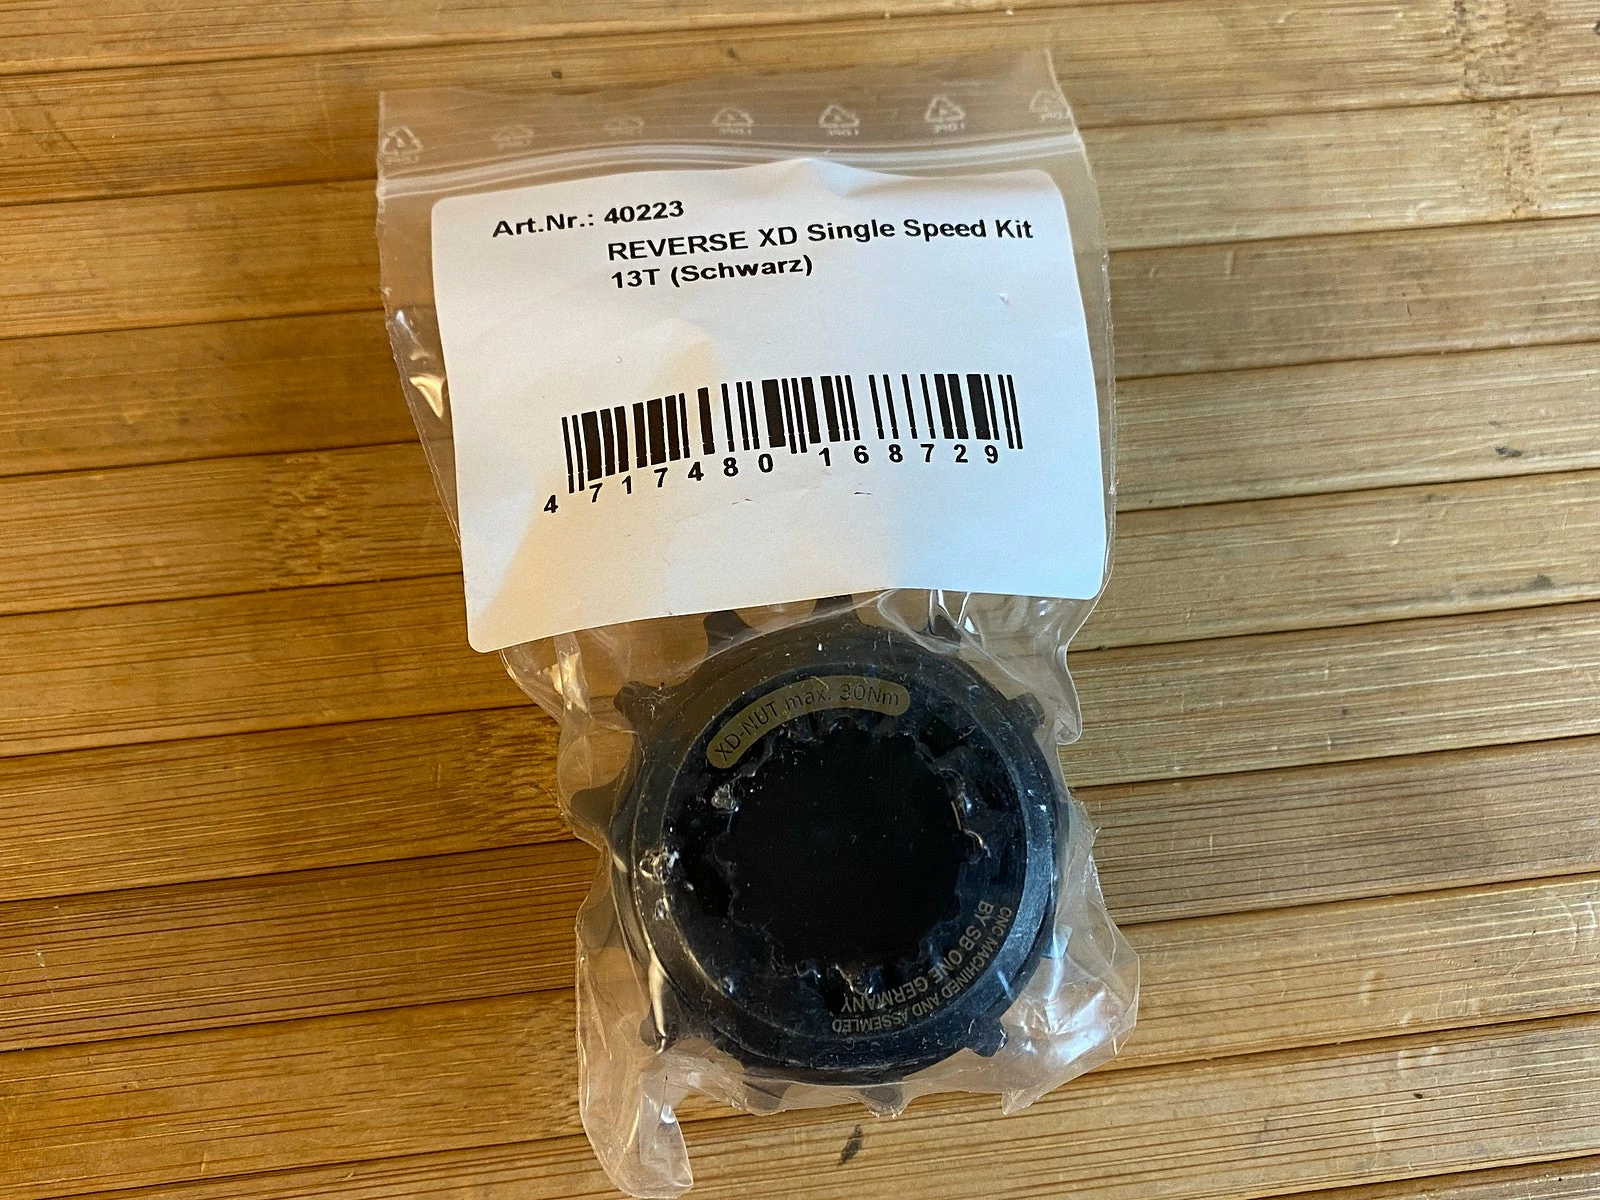 Art.Nr.: 40223
REVERSE XD Single Speed Kit
13T (Schwarz)
4 717480 168729
XD-NUT max. 30Nm
CNC MACHINED AND ASSEMLED
BY SB-ONE GERMANY